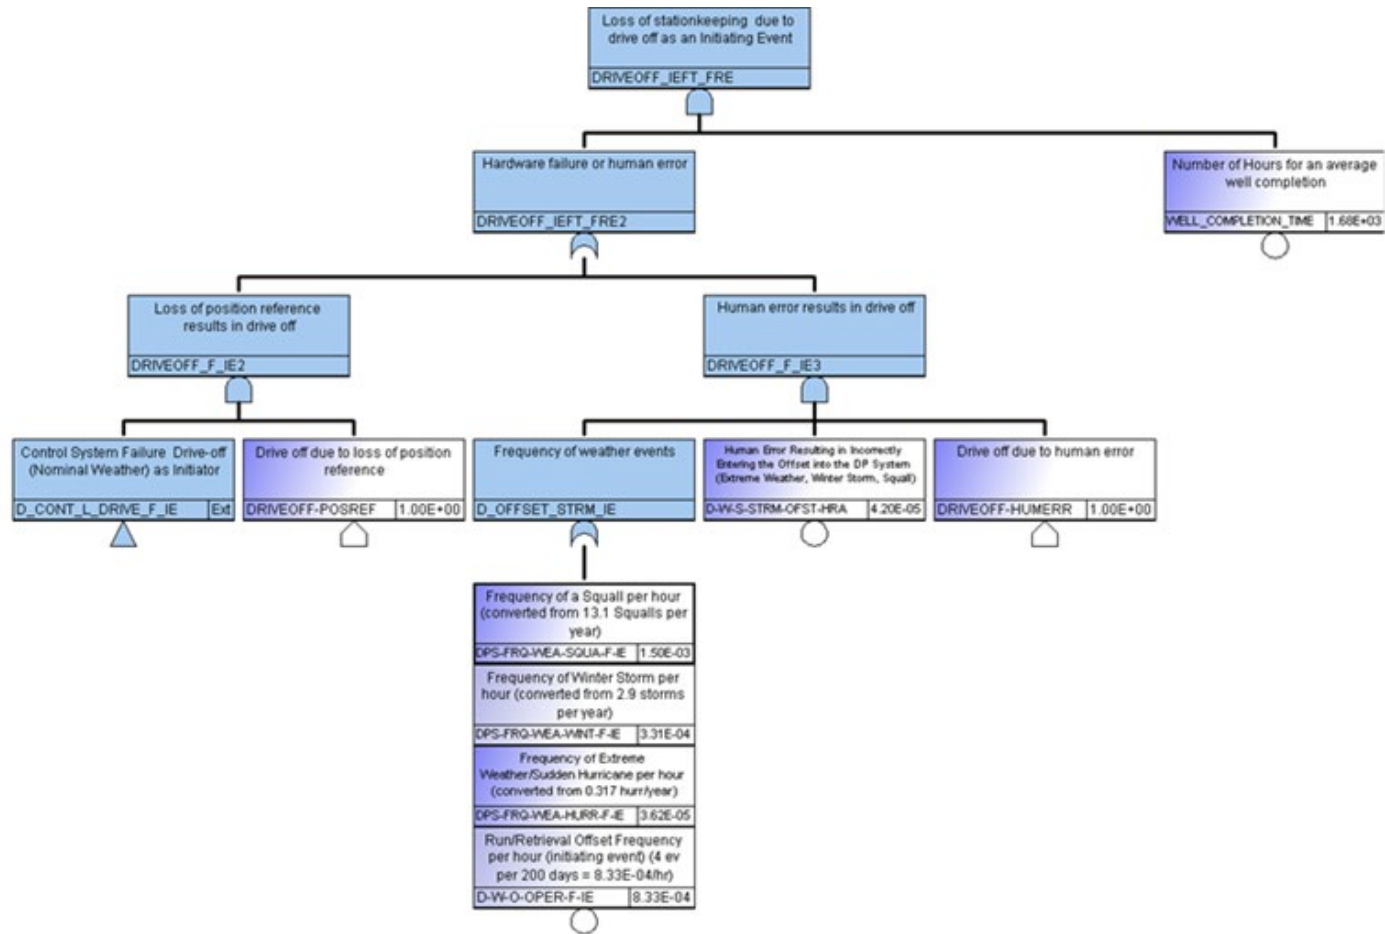 Loss of stationkeeping due to
drive off as an Initiating Event
DRIVEOFF_IEFT_FRE
Hardware failure or human error
DRIVEOFF_IEFT_FRE2
Number of Hours for an average
well completion
WELL_COMPLETION_TIME 1.68E+03
Loss of position reference
results in drive off
DRIVEOFF_F_IE2
Human error results in drive off
DRIVEOFF_F_IE3
Control System Failure Drive-off
(Nominal Weather) as Initiator
D_CONT_L_DRIVE_F_IE Ext
Drive off due to loss of position
reference
DRIVEOFF-POSREF 1.00E+00
Frequency of weather events
D_OFFSET_STRM_IE
Human Error Resulting in Incorrectly
Entering the Offset into the DP System
(Extreme Weather, Winter Storm, Squall)
D-W-S-STRM-OFST-HRA 4.20E-05
Drive off due to human error
DRIVEOFF-HUMERR 1.00E+00
Frequency of a Squall per hour
(converted from 13.1 Squalls per
year)
DPS-FRQ-WEA-SQUA-F-IE 1.50E-03
Frequency of Winter Storm per
hour (converted from 2.9 storms
per year)
DPS-FRQ-WEA-WINT-F-IE 3.31E-04
Frequency of Extreme
Weather/Sudden Hurricane per hour
(converted from 0.317 hurr/year)
DPS-FRQ-WEA-HURR-F-IE 3.62E-05
Run/Retrieval Offset Frequency
per hour (initiating event) (4 ev
per 200 days = 8.33E-04/hr)
D-W-O-OPER-F-IE 8.33E-04